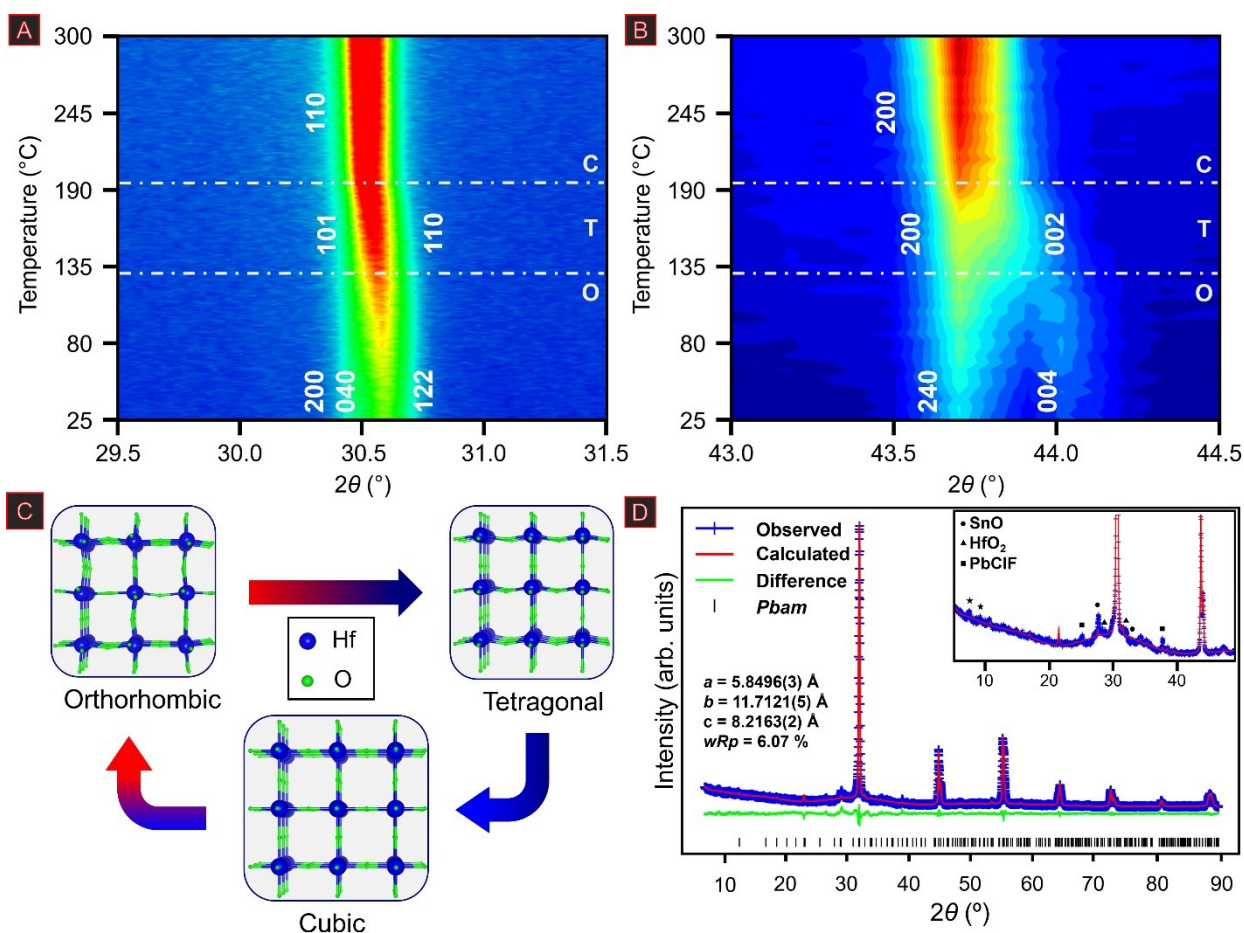 A
300
245
190
135
80
25
Temperature (°C)
110
C
101
110
T
O
200
040
122
29.5 30.0 30.5 31.0 31.5
2θ (°)
B
300
245
190
135
80
25
Temperature (°C)
200
C
200
002
T
O
240
004
43.0 43.5 44.0 44.5
2θ (°)
C
Orthorhombic
Hf
O
Tetragonal
Cubic
D
Observed
Calculated
Difference
Pbam
a = 5.8496(3) Å
b = 11.7121(5) Å
c = 8.2163(2) Å
wRp = 6.07 %
Intensity (arb. units)
SnO
HfO₂
PbClF
10 20 30 40
10 20 30 40 50 60 70 80 90
2θ (º)